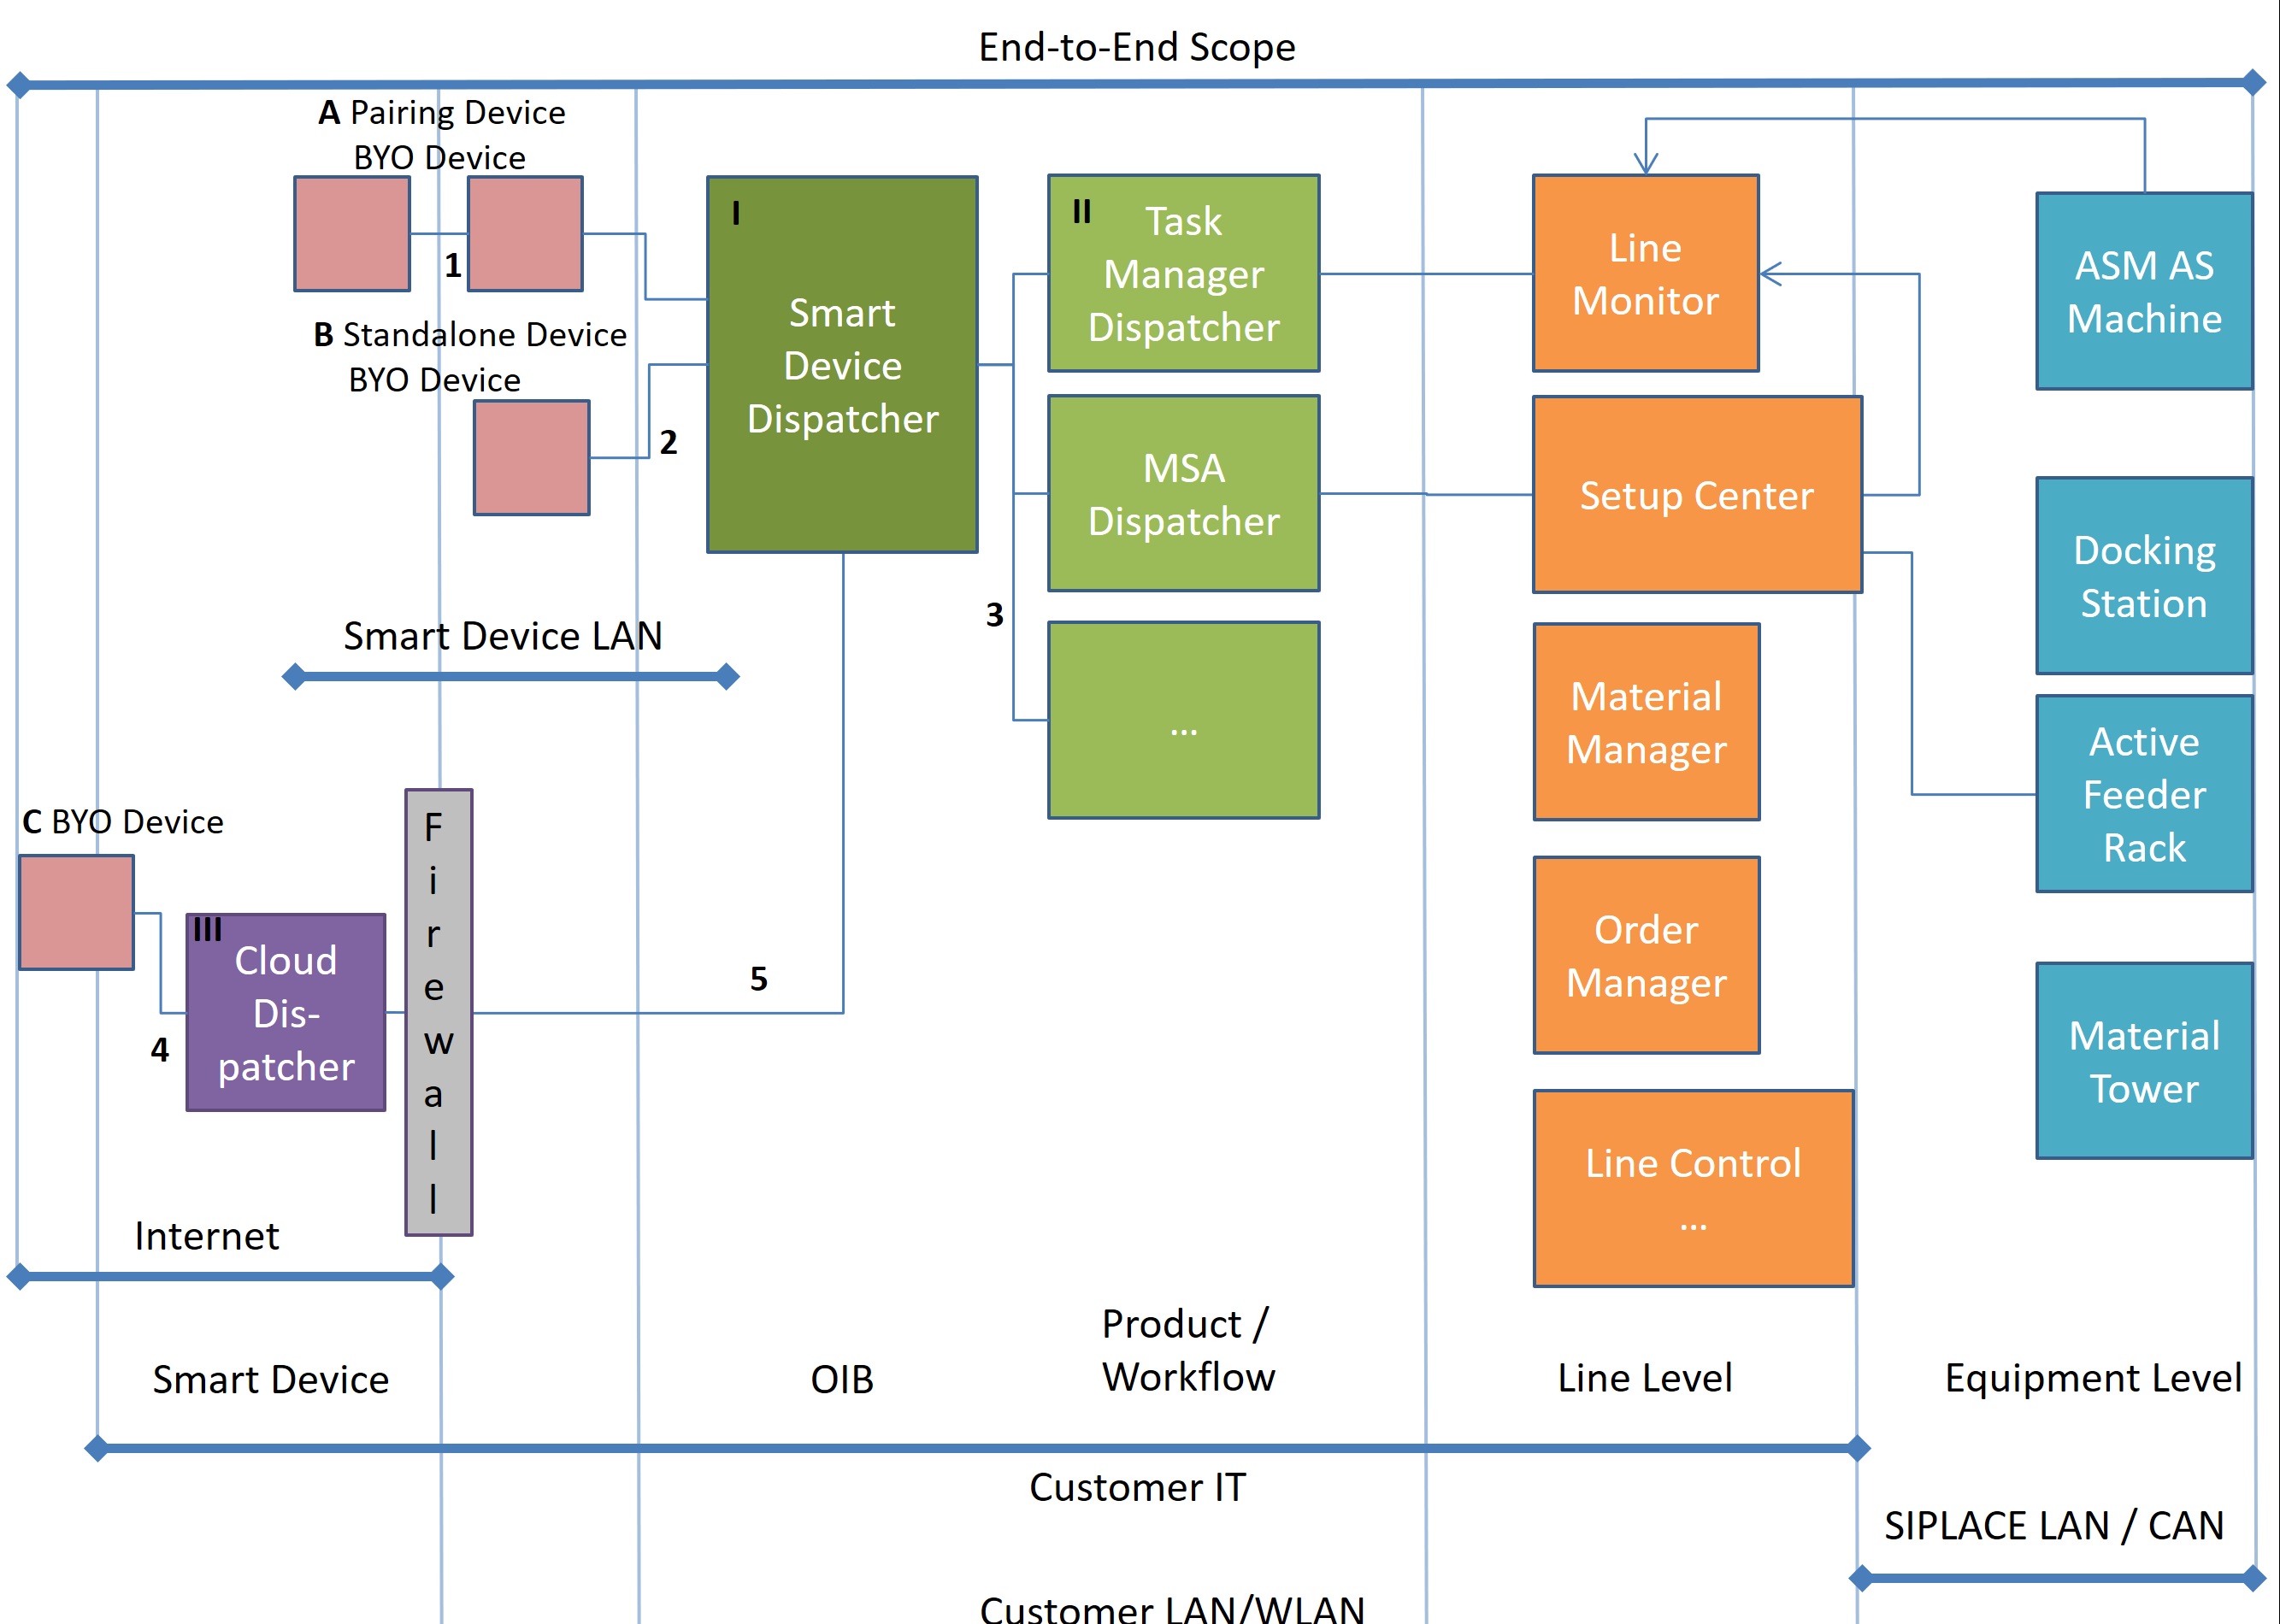 End-to-End Scope
A Pairing Device
BYO Device
1
B Standalone Device
BYO Device
2
I
Smart
Device
Dispatcher
II
Task
Manager
Dispatcher
MSA
Dispatcher
3
...
Line
Monitor
Setup Center
Material
Manager
Order
Manager
Line Control
...
ASM AS
Machine
Docking
Station
Active
Feeder
Rack
Material
Tower
Smart Device LAN
C BYO Device
III
Cloud
Dis-
patcher
4
F
i
r
e
w
a
l
l
5
Internet
Smart Device
OIB
Product /
Workflow
Line Level
Equipment Level
Customer IT
SIPLACE LAN / CAN
Customer LAN/WLAN